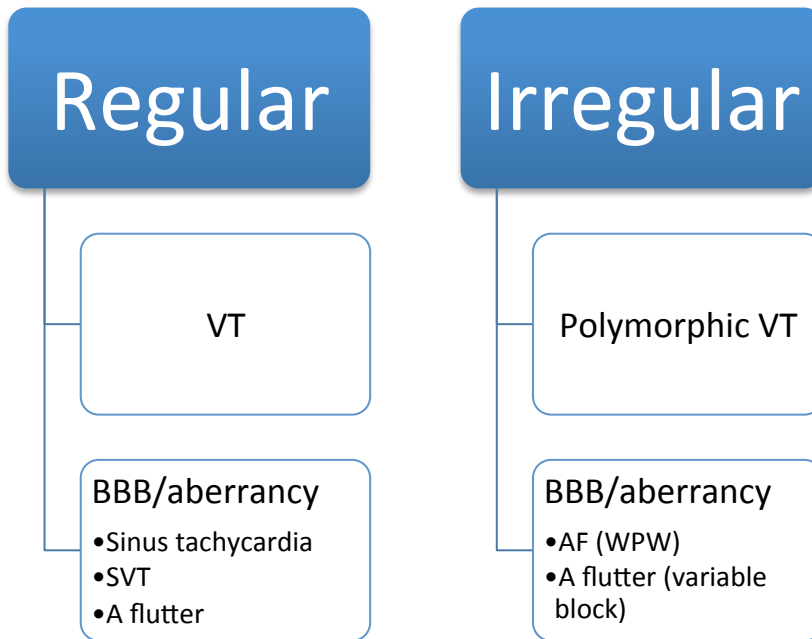 Regular
VT
BBB/aberrancy
•Sinus tachycardia
•SVT
•A flutter
Irregular
Polymorphic VT
BBB/aberrancy
•AF (WPW)
•A flutter (variable
block)